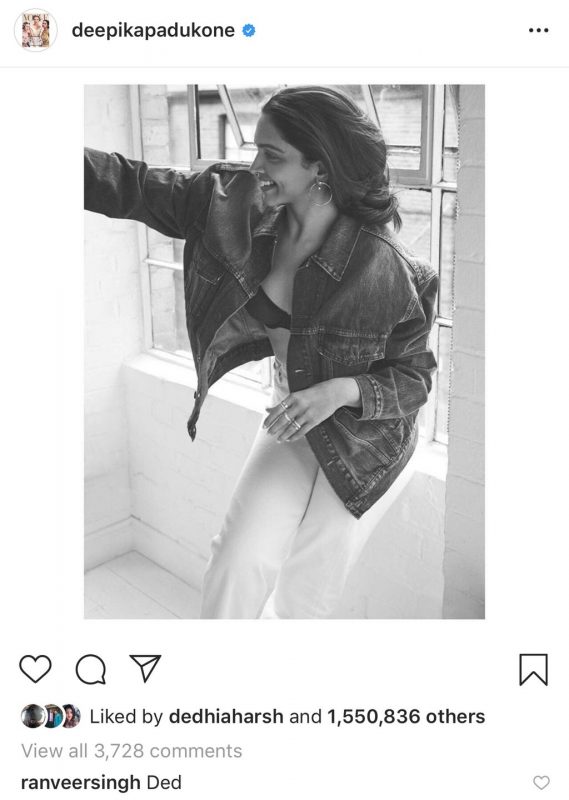 deepikapadukone
Liked by dedhiaharsh and 1,550,836 others
View all 3,728 comments
ranveersingh Ded